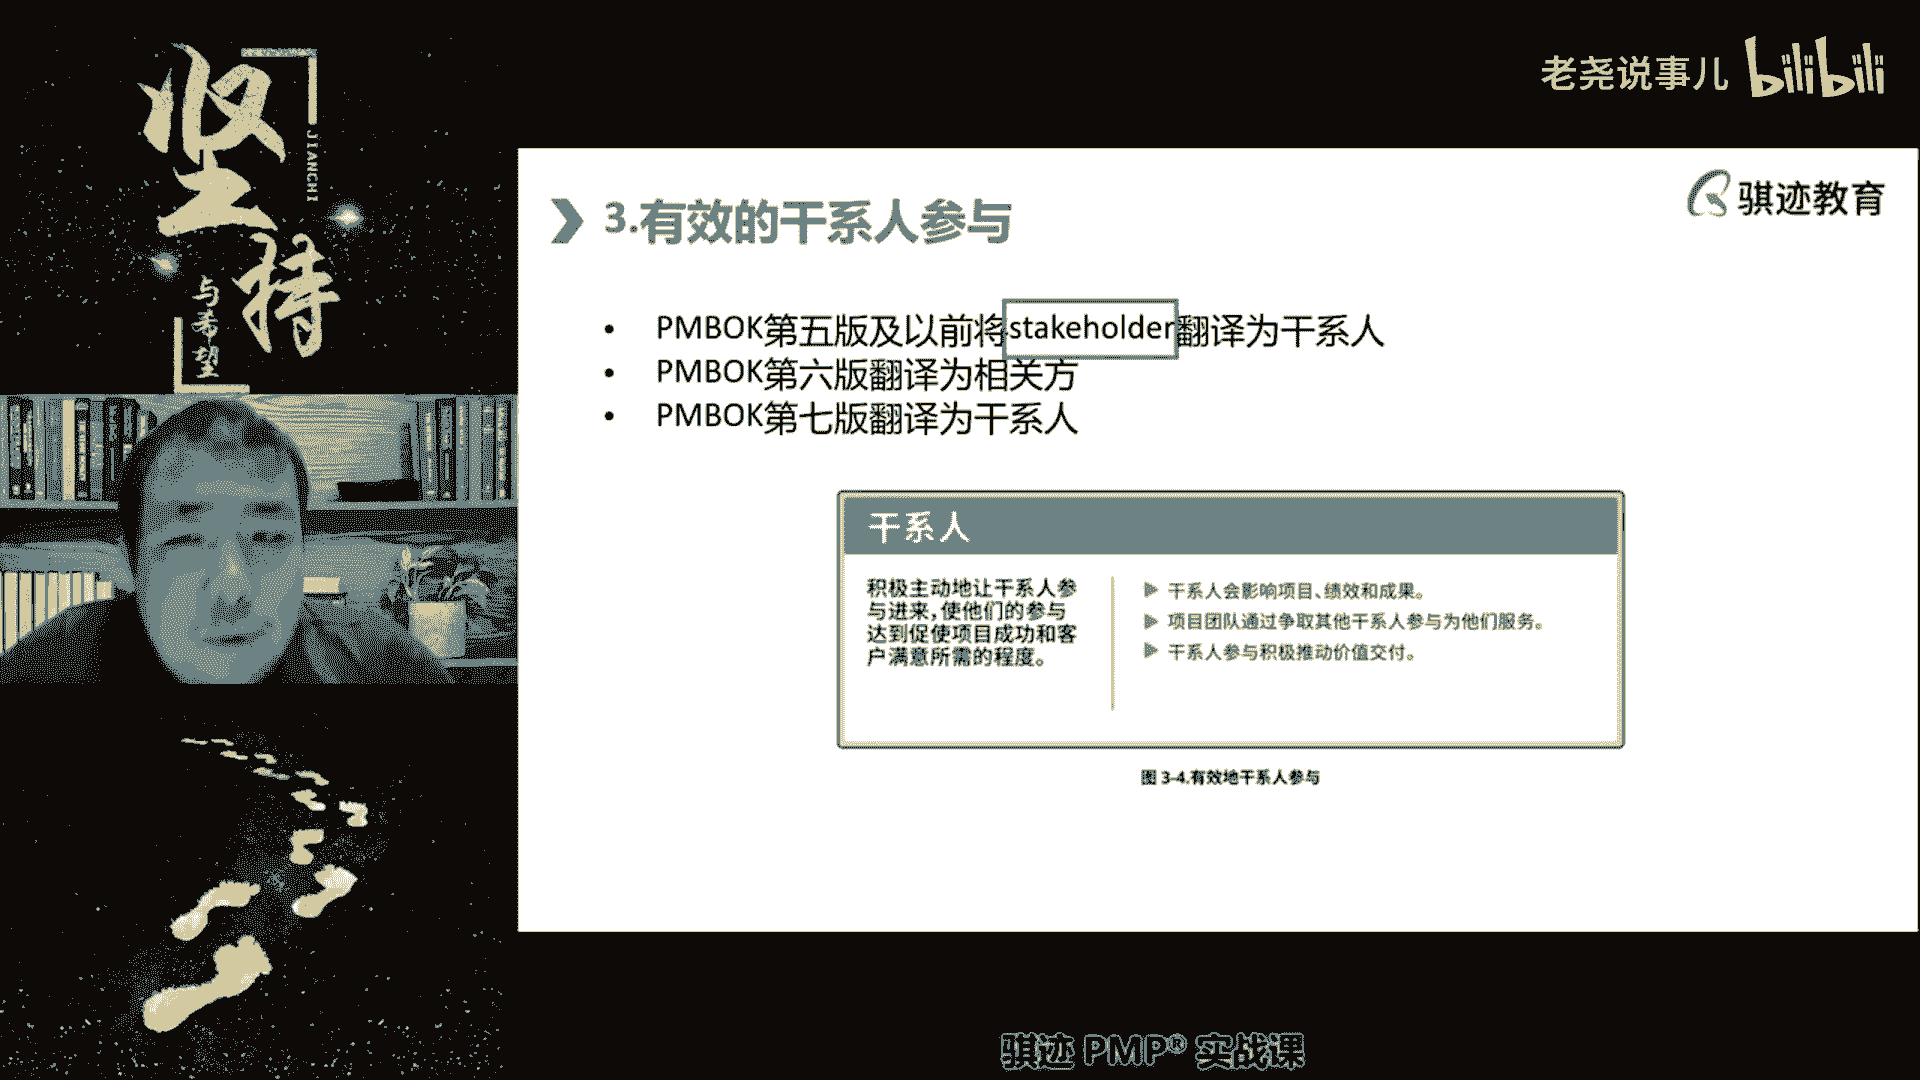 坚持
JIANCHI
与希望
老尧说事儿 bilibili
骐迹教育
3.有效的干系人参与
• PMBOK第五版及以前将stakeholder翻译为干系人
• PMBOK第六版翻译为相关方
• PMBOK第七版翻译为干系人
干系人
积极主动地让干系人参
与进来,使他们的参与
达到促使项目成功和客
户满意所需的程度。
干系人会影响项目、绩效和成果。
项目团队通过争取其他干系人参与为他们服务。
干系人参与积极推动价值交付。
图 3-4.有效地干系人参与
骐迹 PMP® 实战课